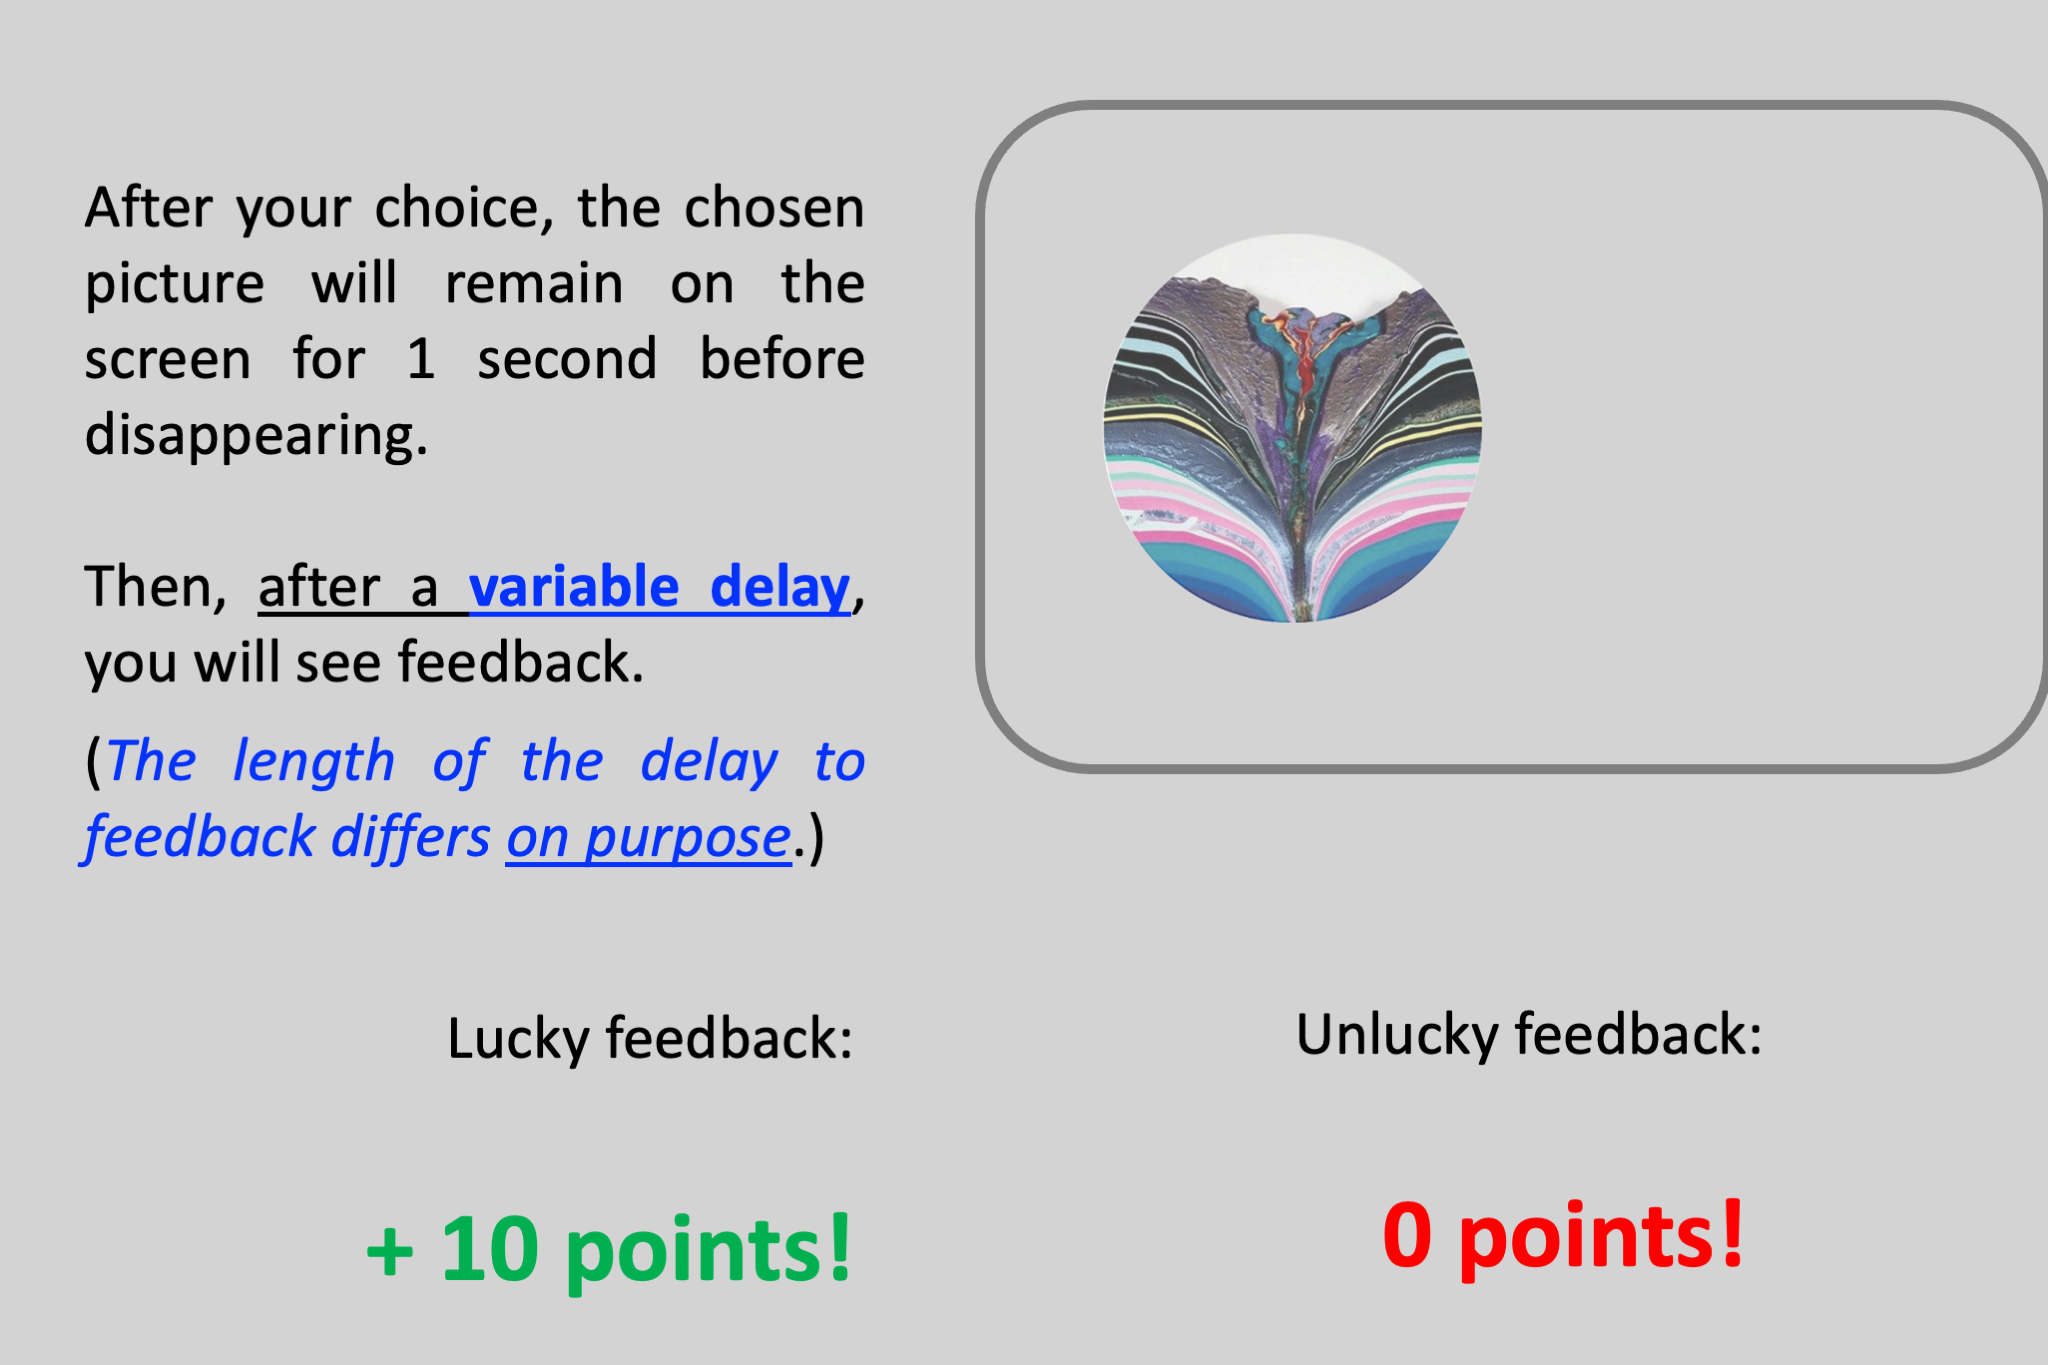 After your choice, the chosen
picture will remain on the
screen for 1 second before
disappearing.
Then, after a variable delay,
you will see feedback.
(The length of the delay to
feedback differs on purpose.)
Lucky feedback:
Unlucky feedback:
+ 10 points!
0 points!